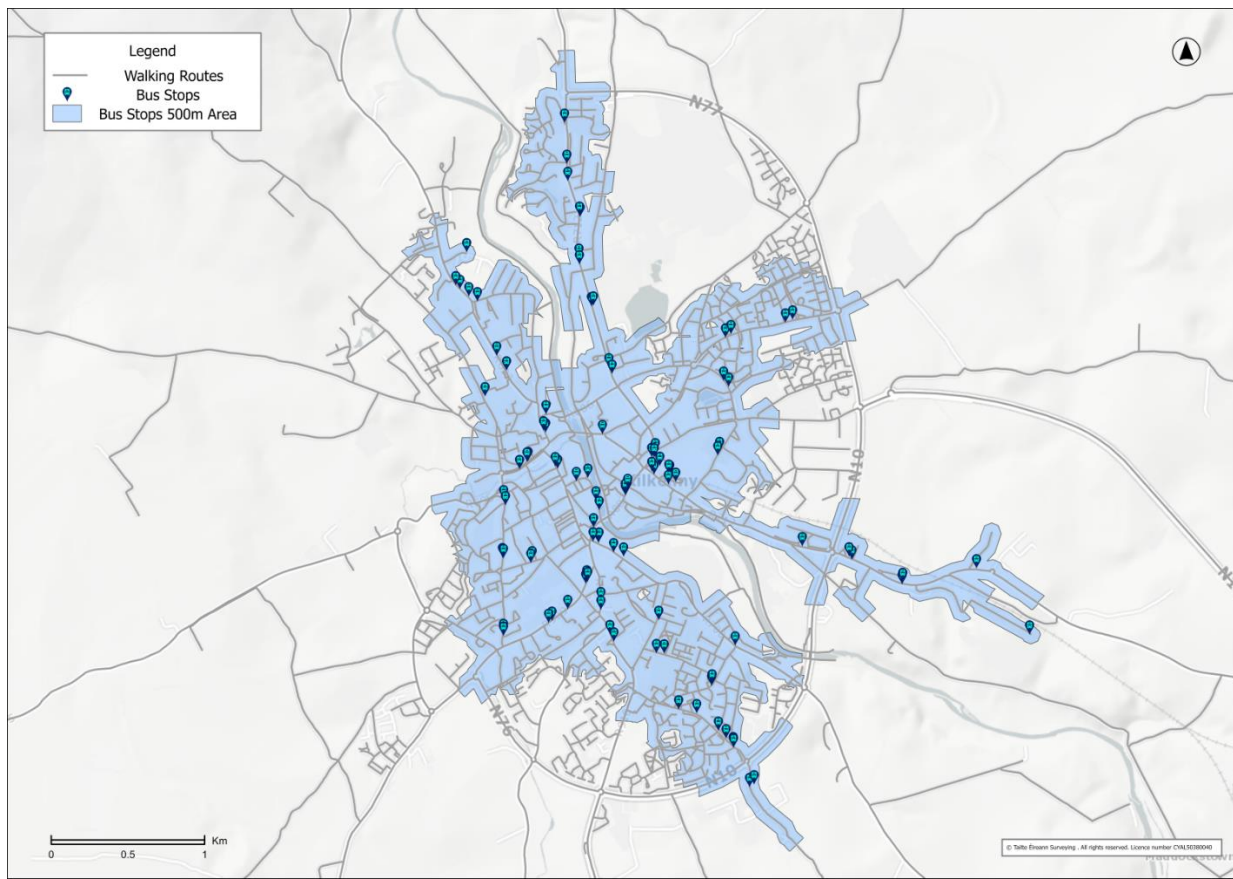 Legend
Walking Routes
Bus Stops
Bus Stops 500m Area
N77
N10
N76
N10
Km
0 0.5 1
© Tailte Éireann Surveying . All rights reserved. Licence number CYAL50380040